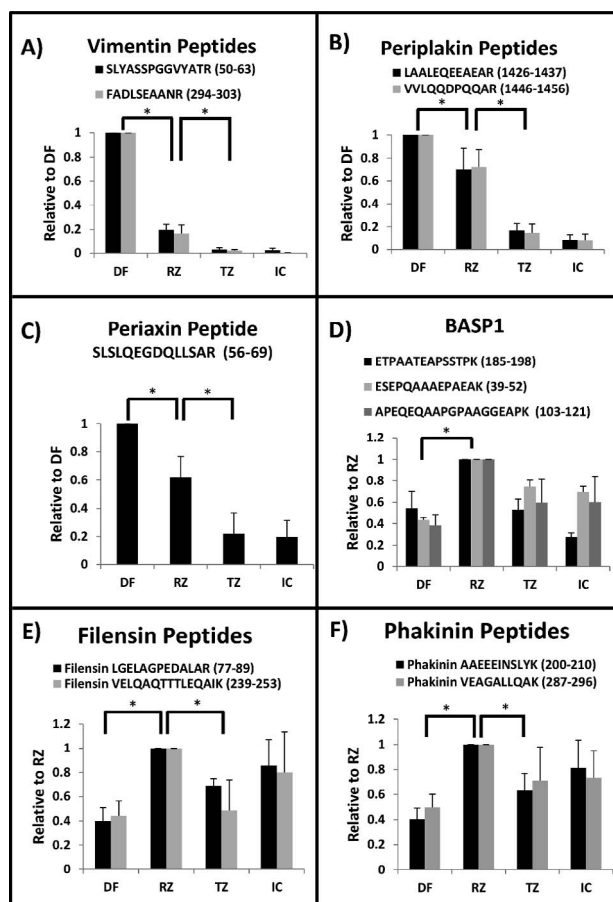 A)
Vimentin Peptides
SLYASSPGGVYATR (50-63)
FADLSEAANR (294-303)
* *
Relative to DF
1
0.8
0.6
0.4
0.2
0
DF RZ TZ IC
B)
Periplakin Peptides
LAALEQEEAEAR (1426-1437)
VVLQQDPQQAR (1446-1456)
* *
Relative to DF
1
0.8
0.6
0.4
0.2
0
DF RZ TZ IC
C)
Periaxin Peptide
SLSLQEGDQLLSAR (56-69)
* *
Relative to DF
1
0.8
0.6
0.4
0.2
0
DF RZ TZ IC
D)
BASP1
ETPAATEAPSSTPK (185-198)
ESEPQAAAEPAEAK (39-52)
APEQEQAAPGPAAGGEAPK (103-121)
*
Relative to RZ
1.2
1
0.8
0.6
0.4
0.2
0
DF RZ TZ IC
E)
Filensin Peptides
Filensin LGELAGPEDALAR (77-89)
Filensin VELQAQTTTLEQAIK (239-253)
* *
Relative to RZ
1.2
1
0.8
0.6
0.4
0.2
0
DF RZ TZ IC
F)
Phakinin Peptides
Phakinin AAEEEINSLYK (200-210)
Phakinin VEAGALLQAK (287-296)
* *
Relative to RZ
1.2
1
0.8
0.6
0.4
0.2
0
DF RZ TZ IC